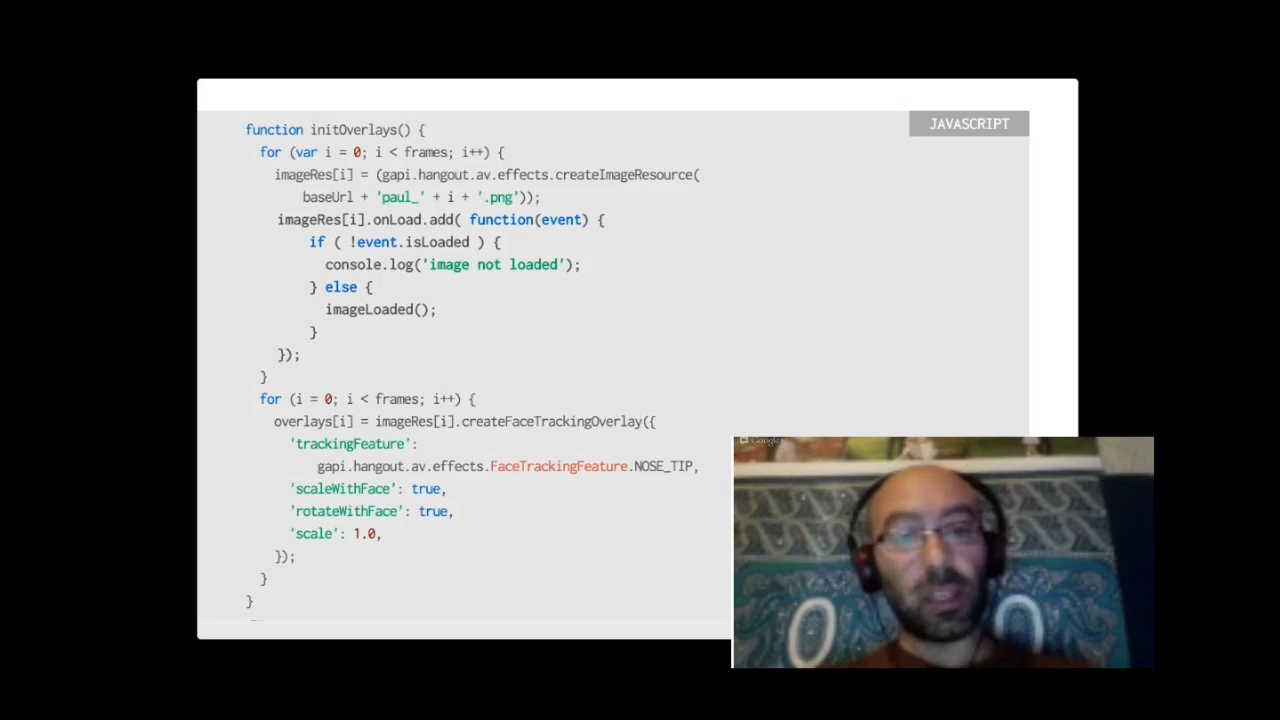 JAVASCRIPT
function initOverlays() {
for (var i = 0; i < frames; i++) {
imageRes[i] = (gapi.hangout.av.effects.createImageResource(
baseUrl + 'paul_' + i + '.png'));
imageRes[i].onLoad.add( function(event) {
if ( !event.isLoaded ) {
console.log('image not loaded');
} else {
imageLoaded();
}
});
}
for (i = 0; i < frames; i++) {
overlays[i] = imageRes[i].createFaceTrackingOverlay({
'trackingFeature':
gapi.hangout.av.effects.FaceTrackingFeature.NOSE_TIP,
'scaleWithFace': true,
'rotateWithFace': true,
'scale': 1.0,
});
}
}
Google